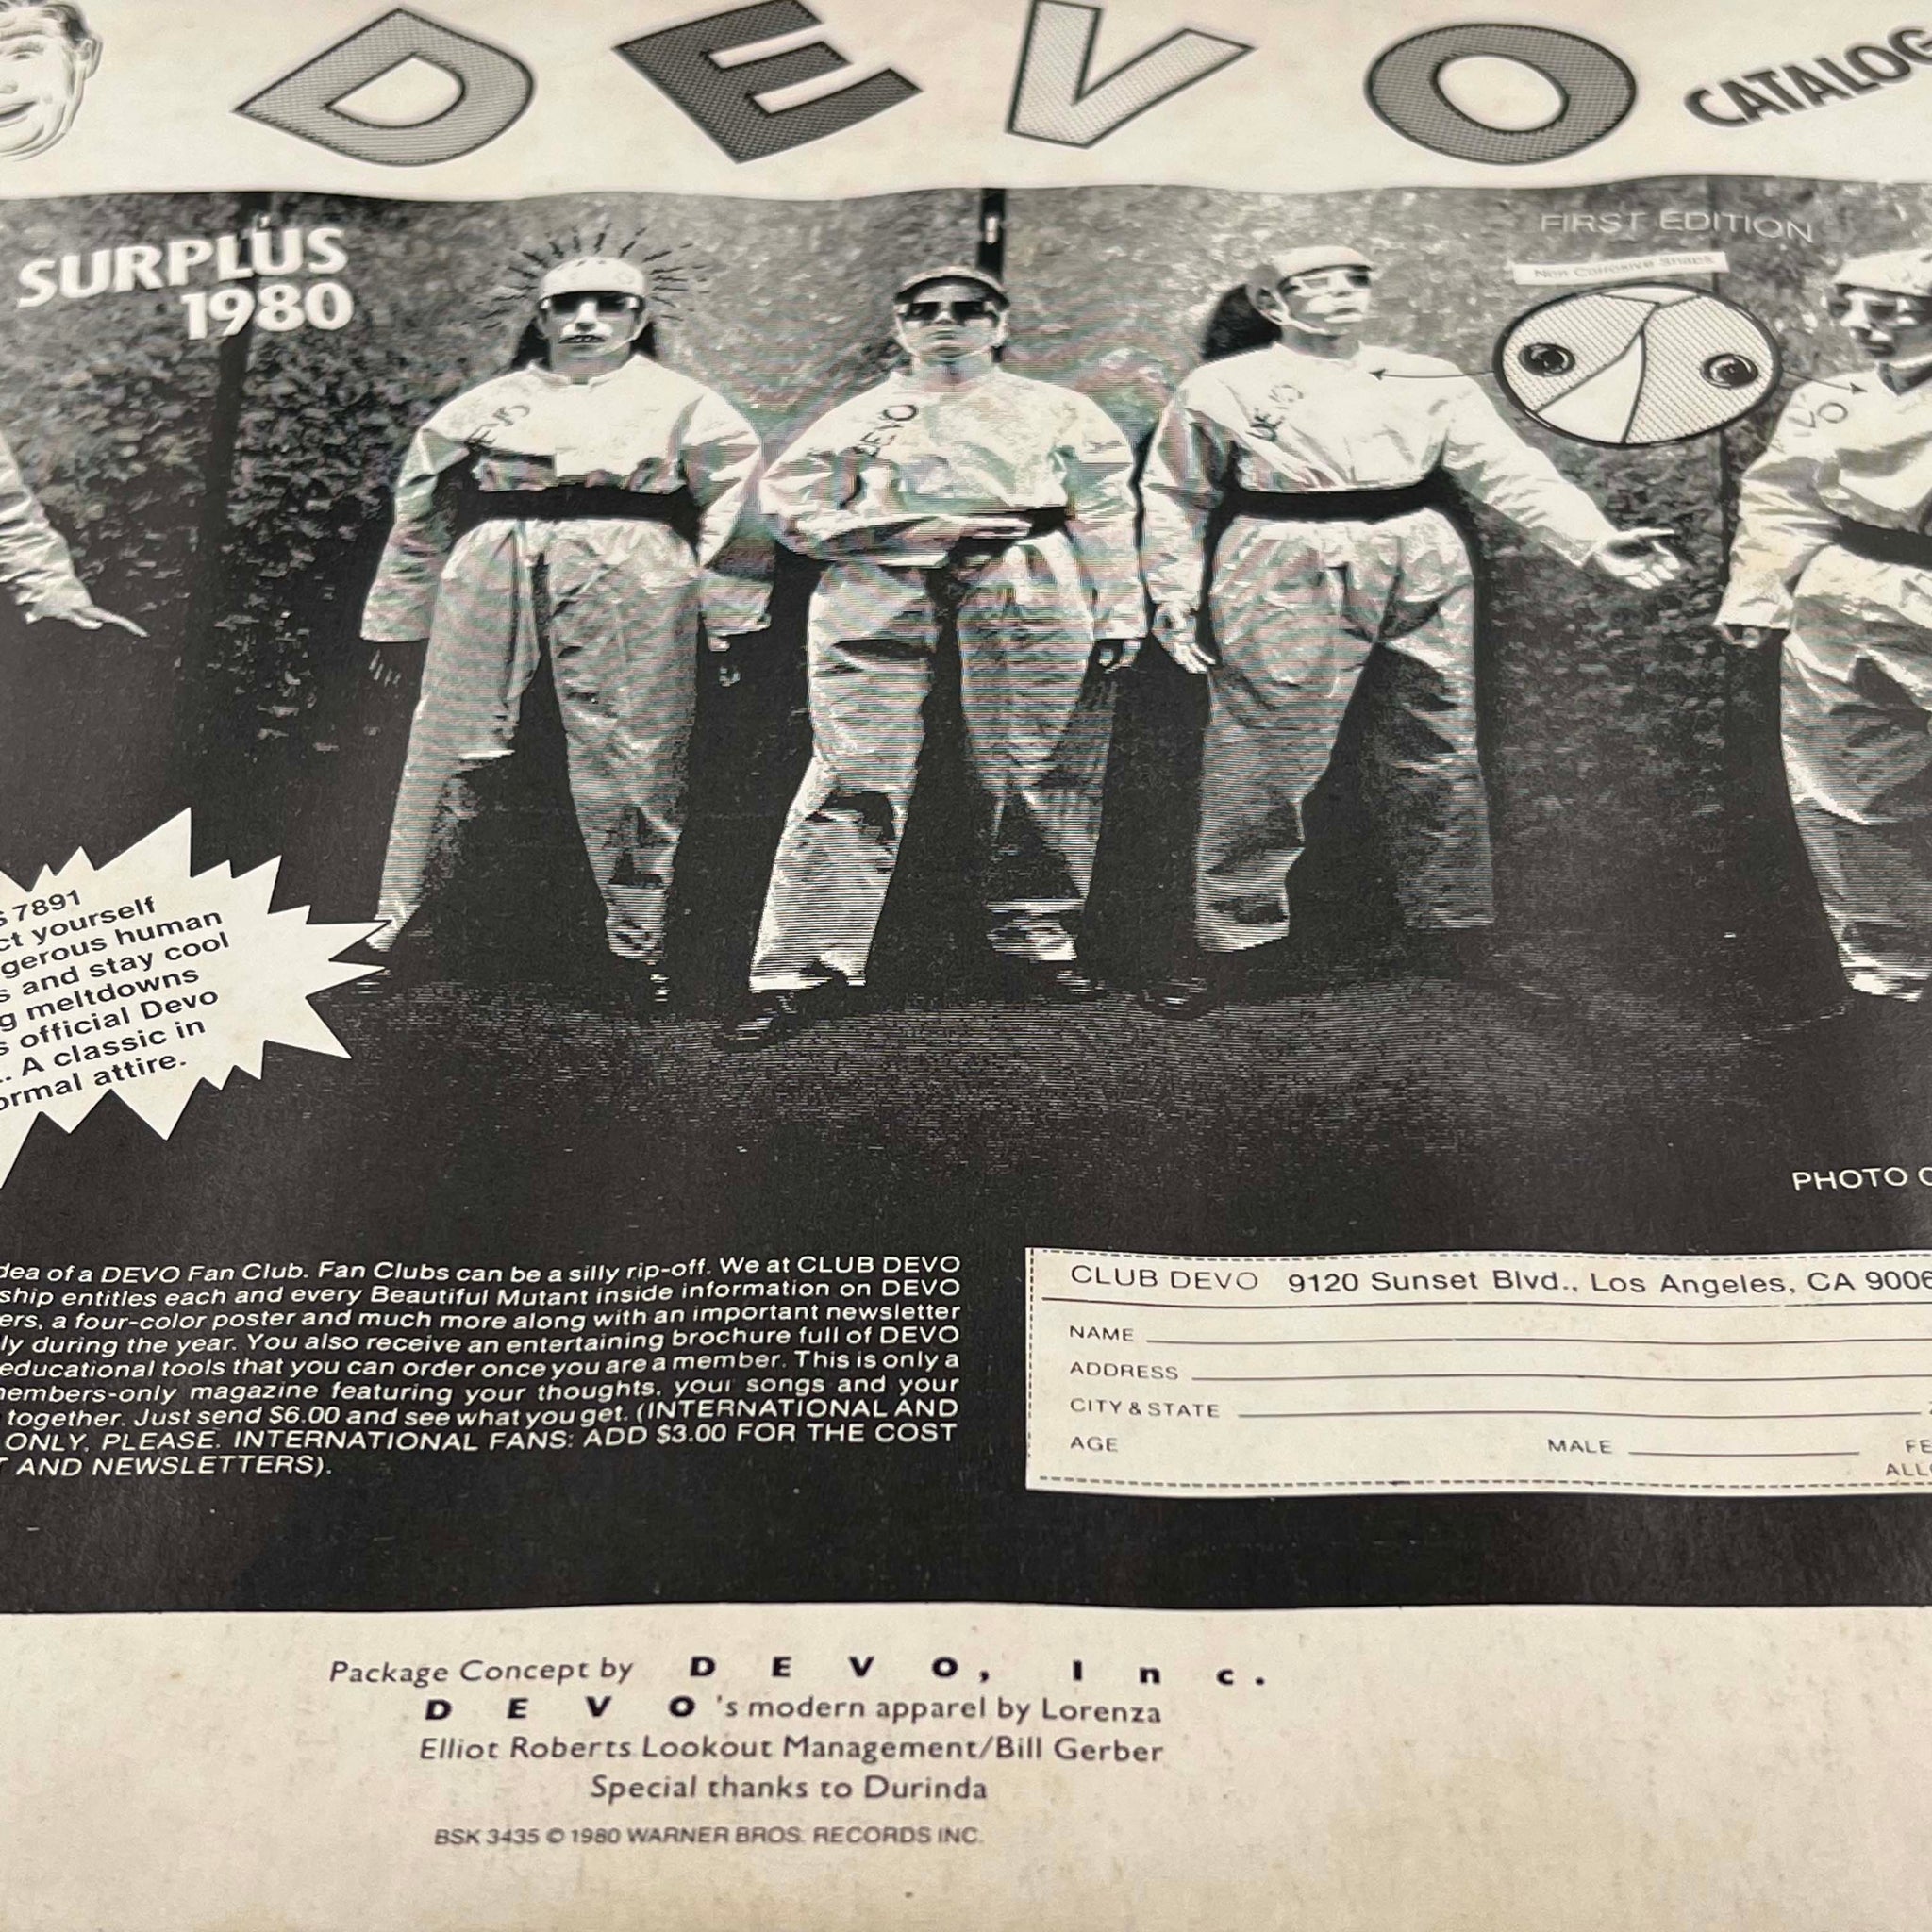 DEVO CATALOG
SURPLUS
1980
FIRST EDITION
Non Corrosive Snaps
DEVO
DEVO
DEVO
VO
7891
yourself
human
and stay cool
meltdowns
official Devo
A classic in
attire.
PHOTO
of a DEVO Fan Club. Fan Clubs can be a silly rip-off. We at CLUB DEVO
entitles each and every Beautiful Mutant inside information on DEVO
a four-color poster and much more along with an important newsletter
during the year. You also receive an entertaining brochure full of DEVO
educational tools that you can order once you are a member. This is only a
members-only magazine featuring your thoughts, your songs and your
together. Just send $6.00 and see what you get. (INTERNATIONAL AND
ONLY, PLEASE. INTERNATIONAL FANS: ADD $3.00 FOR THE COST
AND NEWSLETTERS).
CLUB DEVO 9120 Sunset Blvd., Los Angeles, CA 9006
NAME
ADDRESS
CITY & STATE
AGE MALE FE
ALL
Package Concept by D E V O, I n c.
D E V O 's modern apparel by Lorenza
Elliot Roberts Lookout Management/Bill Gerber
Special thanks to Durinda
BSK 3435 © 1980 WARNER BROS. RECORDS INC.